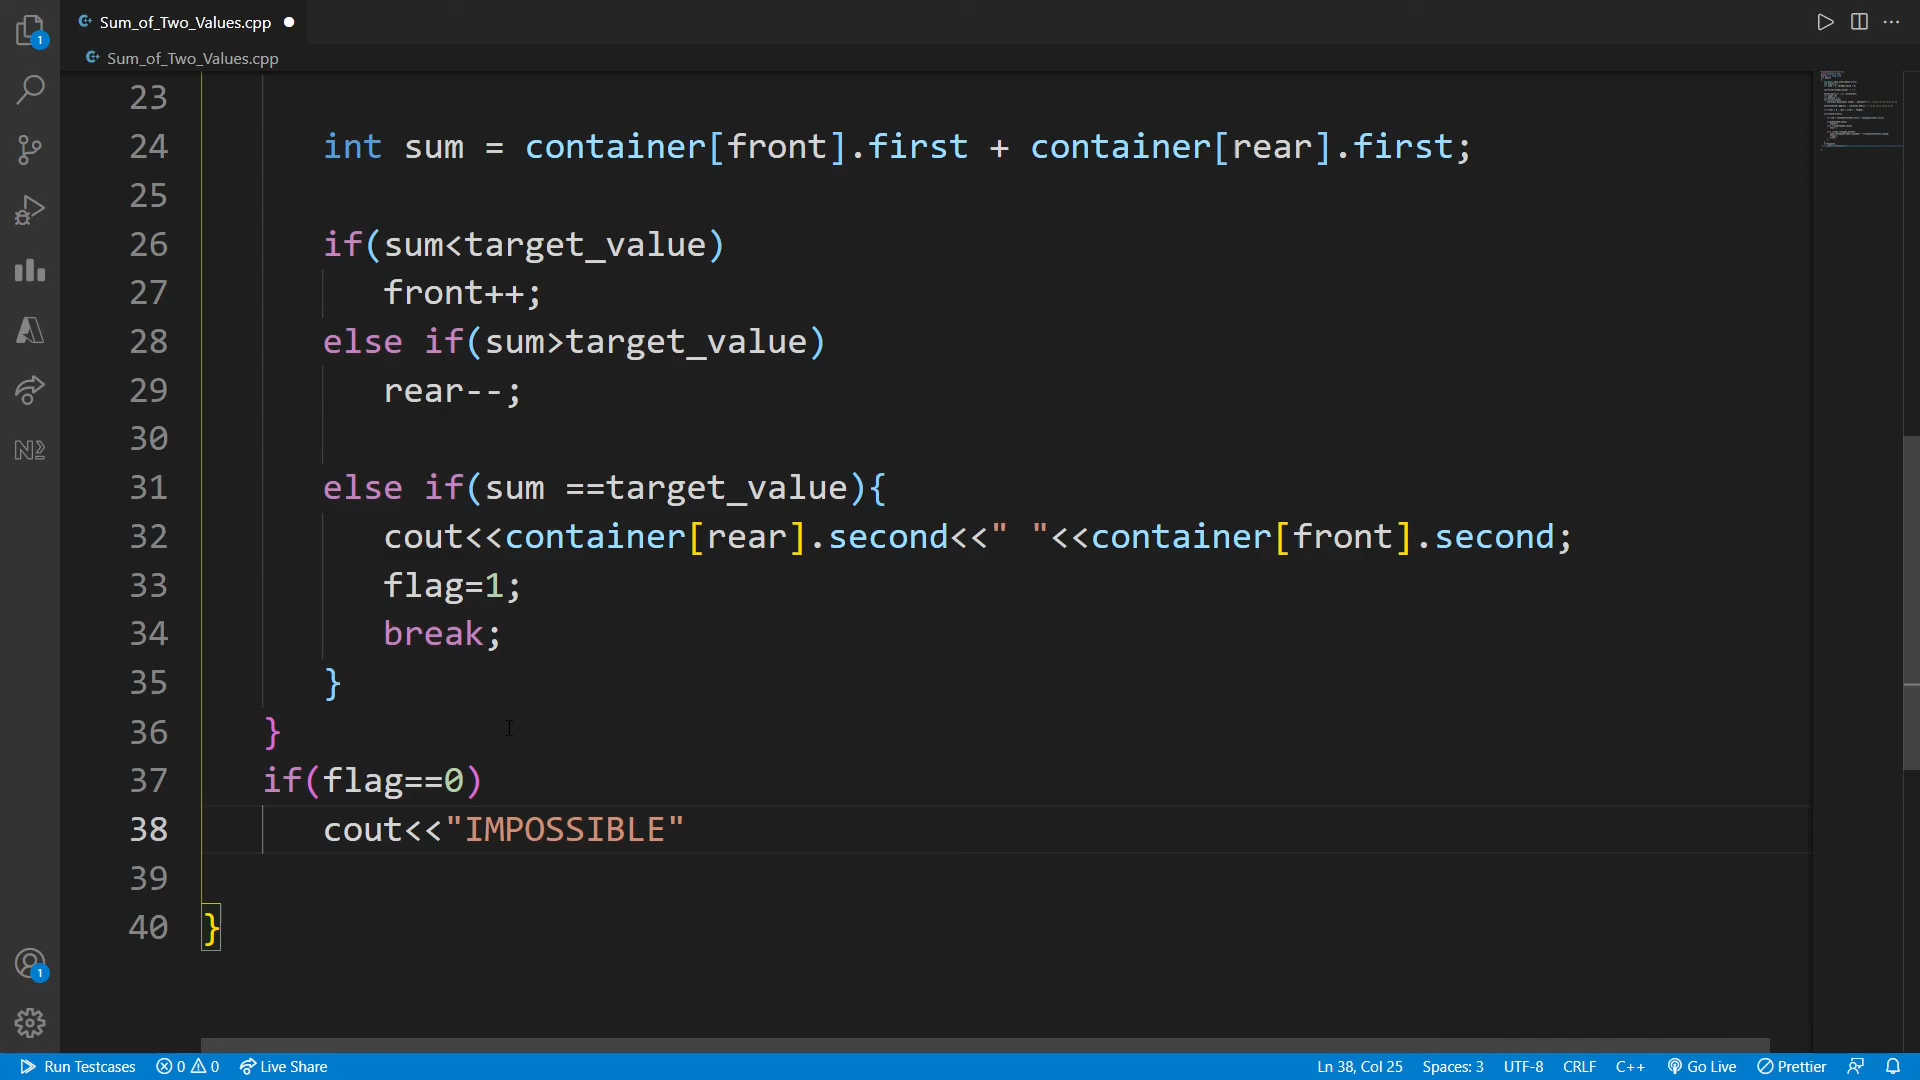 Sum_of_Two_Values.cpp
Sum_of_Two_Values.cpp
1
23
24 int sum = container[front].first + container[rear].first;
25
26 if(sum<target_value)
27 front++;
28 else if(sum>target_value)
29 rear--;
30
31 else if(sum ==target_value){
32 cout<<container[rear].second<<" "<<container[front].second;
33 flag=1;
34 break;
35 }
36 }
37 if(flag==0)
38 cout<<"IMPOSSIBLE"
39
40 }
1
Run Testcases 0 0 Live Share Ln 38, Col 25 Spaces: 3 UTF-8 CRLF C++ Go Live Prettier